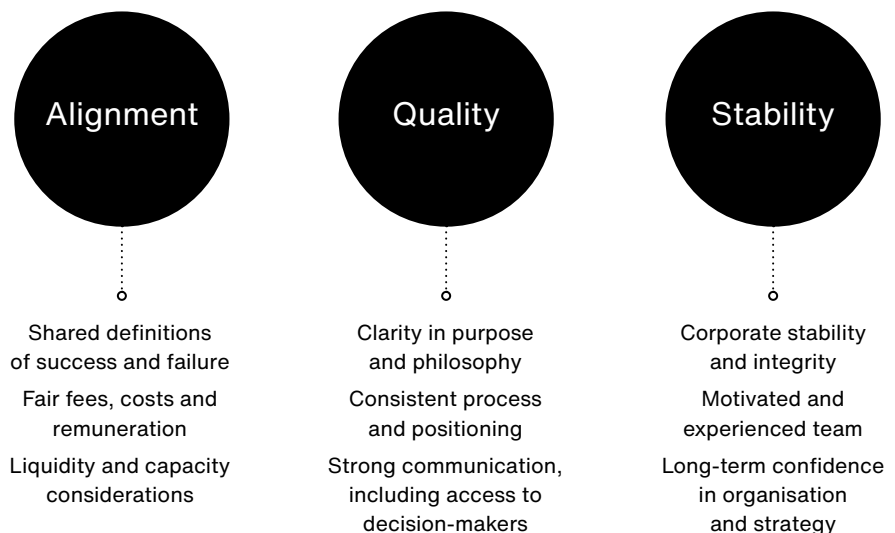 Alignment
Shared definitions
of success and failure
Fair fees, costs and
remuneration
Liquidity and capacity
considerations
Quality
Clarity in purpose
and philosophy
Consistent process
and positioning
Strong communication,
including access to
decision-makers
Stability
Corporate stability
and integrity
Motivated and
experienced team
Long-term confidence
in organisation
and strategy